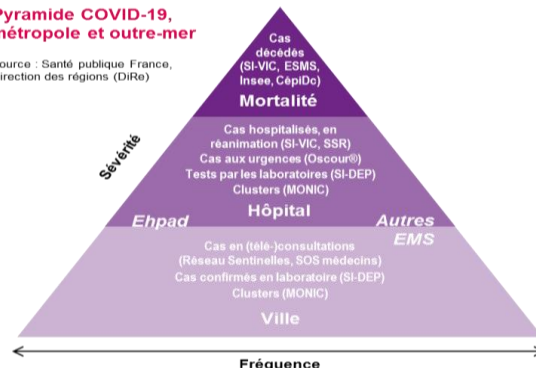 Pyramide COVID-19,
métropole et outre-mer
Source : Santé publique France,
direction des régions (DiRe)
Cas
décédés
(SI-VIC, ESMS,
Insee, CépiDc)
Mortalité
Sévérité
Cas hospitalisés, en
réanimation (SI-VIC, SSR)
Cas aux urgences (Oscour®)
Tests par les laboratoires (SI-DEP)
Clusters (MONIC)
Hôpital
Ehpad
Autres
EMS
Cas en (télé-)consultations
(Réseau Sentinelles, SOS médecins)
Cas confirmés en laboratoire (SI-DEP)
Clusters (MONIC)
Ville
Fréquence